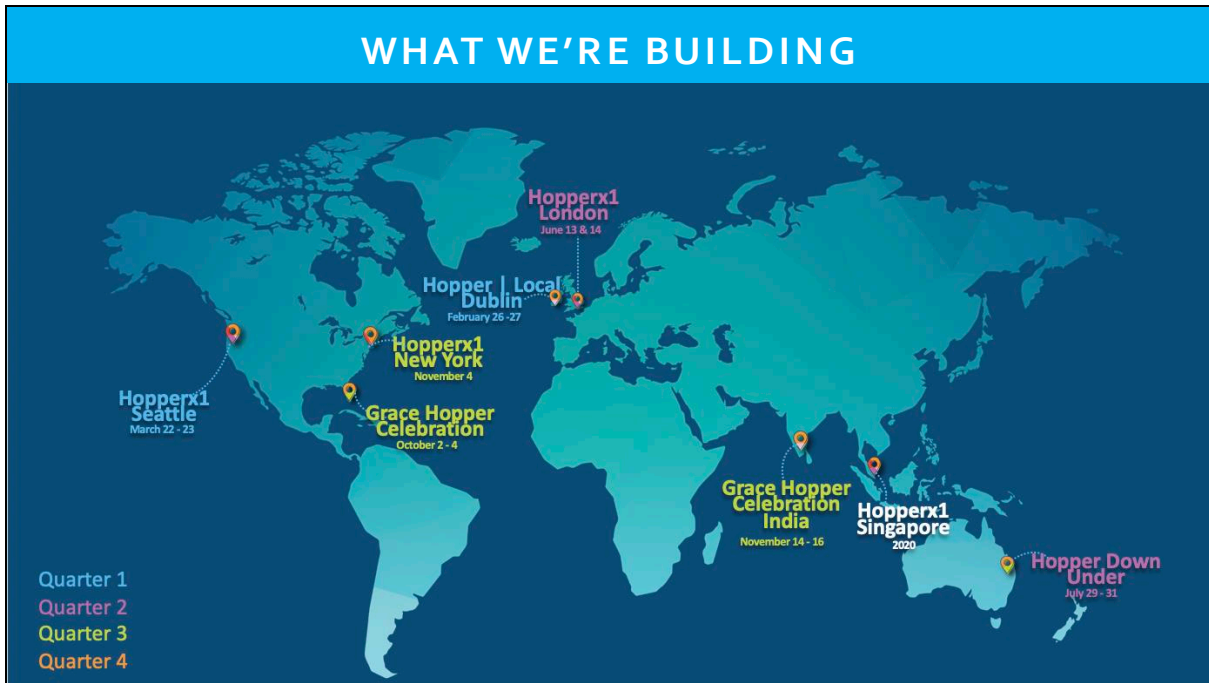 WHAT WE'RE BUILDING
Hopperx1
London
June 13 & 14
Hopper | Local
Dublin
February 26 -27
Hopperx1
New York
November 4
Hopperx1
Seattle
March 22 - 23
Grace Hopper
Celebration
October 2 - 4
Grace Hopper
Celebration
India
November 14 - 16
Hopperx1
Singapore
2020
Hopper Down
Under
July 29 - 31
Quarter 1
Quarter 2
Quarter 3
Quarter 4